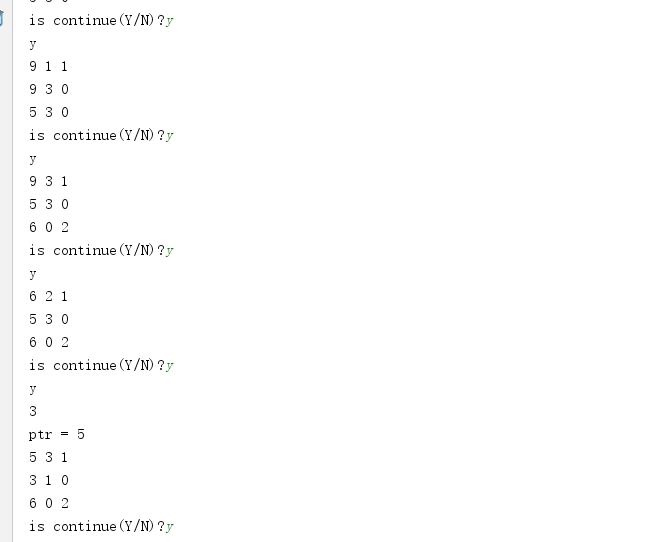 is continue(Y/N)?y
y
9 1 1
9 3 0
5 3 0
is continue(Y/N)?y
y
9 3 1
5 3 0
6 0 2
is continue(Y/N)?y
y
6 2 1
5 3 0
6 0 2
is continue(Y/N)?y
y
3
ptr = 5
5 3 1
3 1 0
6 0 2
is continue(Y/N)?y